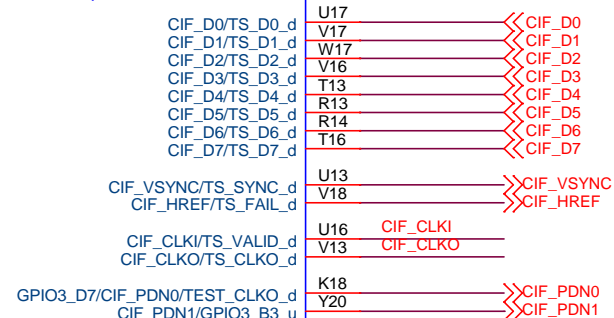 CIF_D0/TS_D0_d U17 CIF_D0
CIF_D1/TS_D1_d V17 CIF_D1
CIF_D2/TS_D2_d W17 CIF_D2
CIF_D3/TS_D3_d V16 CIF_D3
CIF_D4/TS_D4_d T13 CIF_D4
CIF_D5/TS_D5_d R13 CIF_D5
CIF_D6/TS_D6_d R14 CIF_D6
CIF_D7/TS_D7_d T16 CIF_D7
CIF_VSYNC/TS_SYNC_d U13 CIF_VSYNC
CIF_HREF/TS_FAIL_d V18 CIF_HREF
CIF_CLKI/TS_VALID_d U16 CIF_CLKI
CIF_CLKO/TS_CLKO_d V13 CIF_CLKO
GPIO3_D7/CIF_PDN0/TEST_CLKO_d K18 CIF_PDN0
CIF_PDN1/GPIO3_B3_u Y20 CIF_PDN1